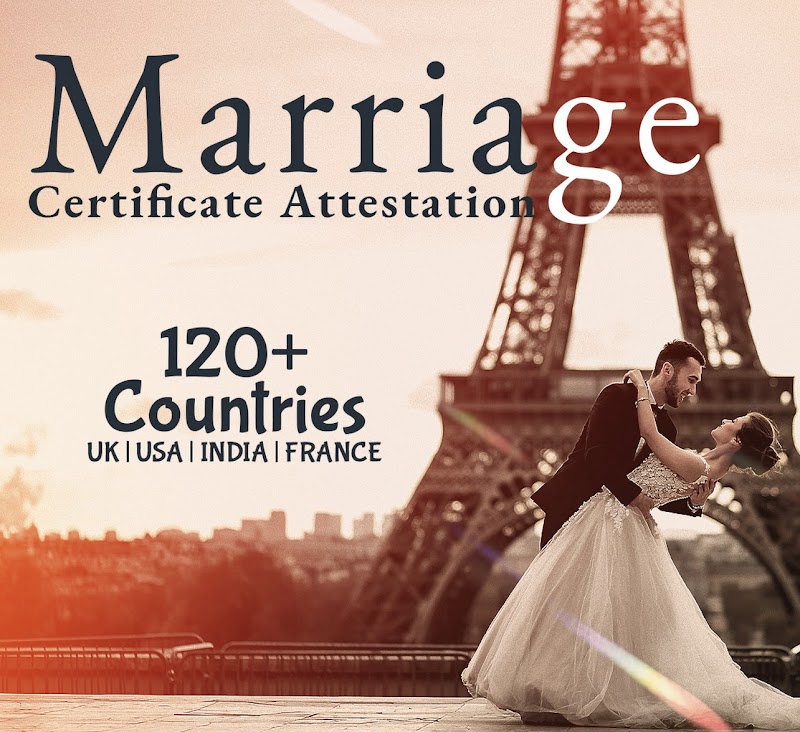 Marriage
Certificate Attestation
120+
Countries
UK | USA | INDIA | FRANCE